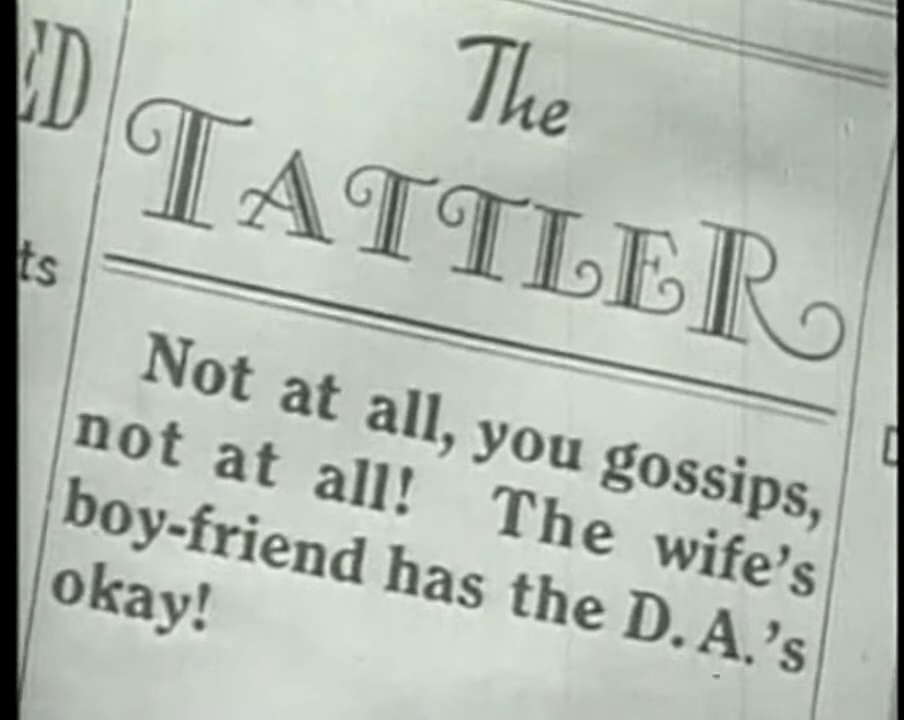 The
TATTLER
Not at all, you gossips,
not at all! The wife's
boy-friend has the D.A.'s
okay!
ED
ts